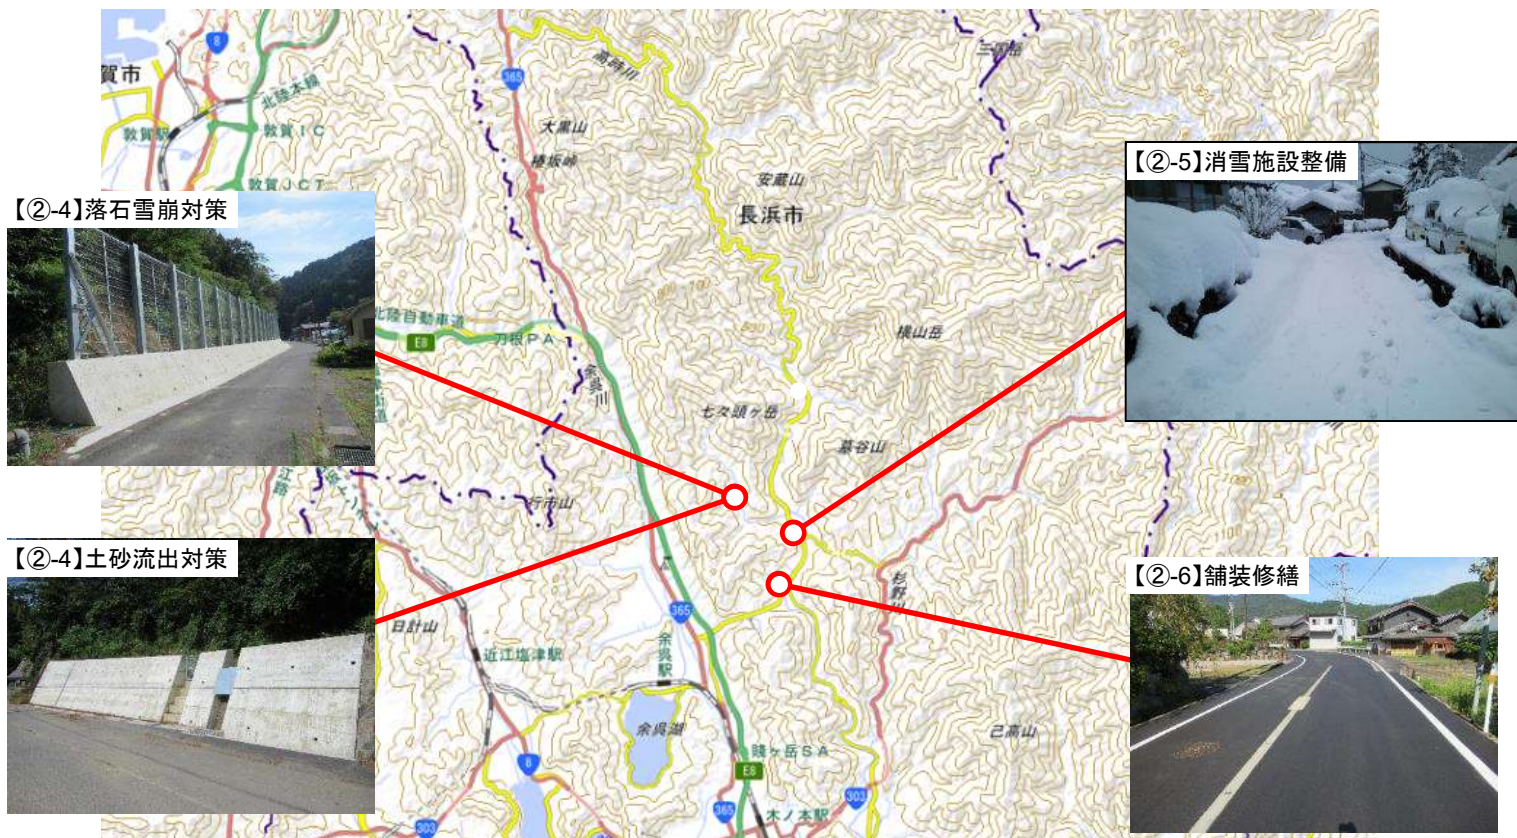 8
賀市
北陸本線
敦賀駅
敦賀IC
敦賀JCT
365
高時川
三国岳
大黒山
椿坂峠
安蔵山
長浜市
【②-5】消雪施設整備
【②-4】落石雪崩対策
北陸自動車道
E8
刀根PA
余呉川
横山岳
七々頭ヶ岳
墓谷山
行市山
【②-4】土砂流出対策
【②-6】舗装修繕
杉野川
365
日計山
近江塩津駅
余呉駅
余呉湖
己高山
賤ヶ岳SA
8
E8
303
365
303
木ノ本駅